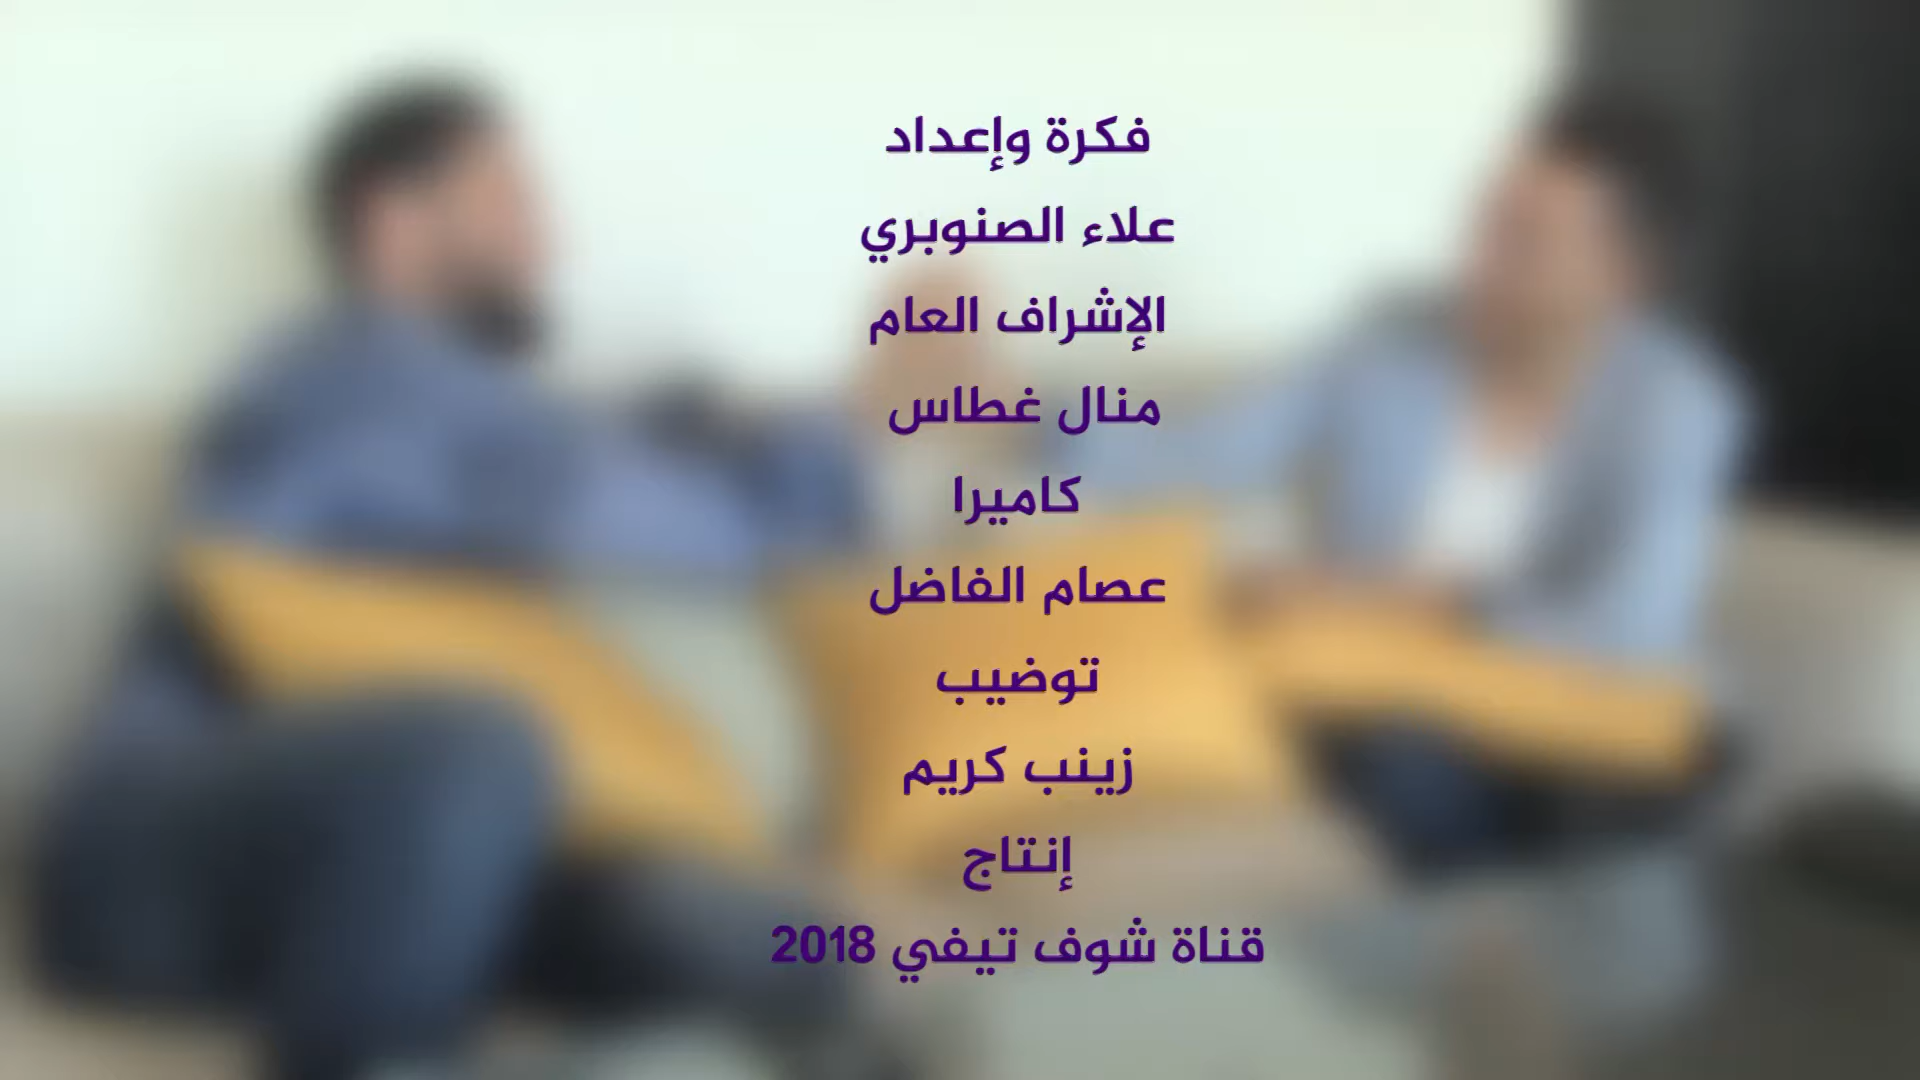 فكرة وإعداد
علاء الصنوبري
الإشراف العام
منال غطاس
كاميرا
عصام الفاضل
توضيب
زينب كريم
إنتاج
قناة شوف تيفي 2018